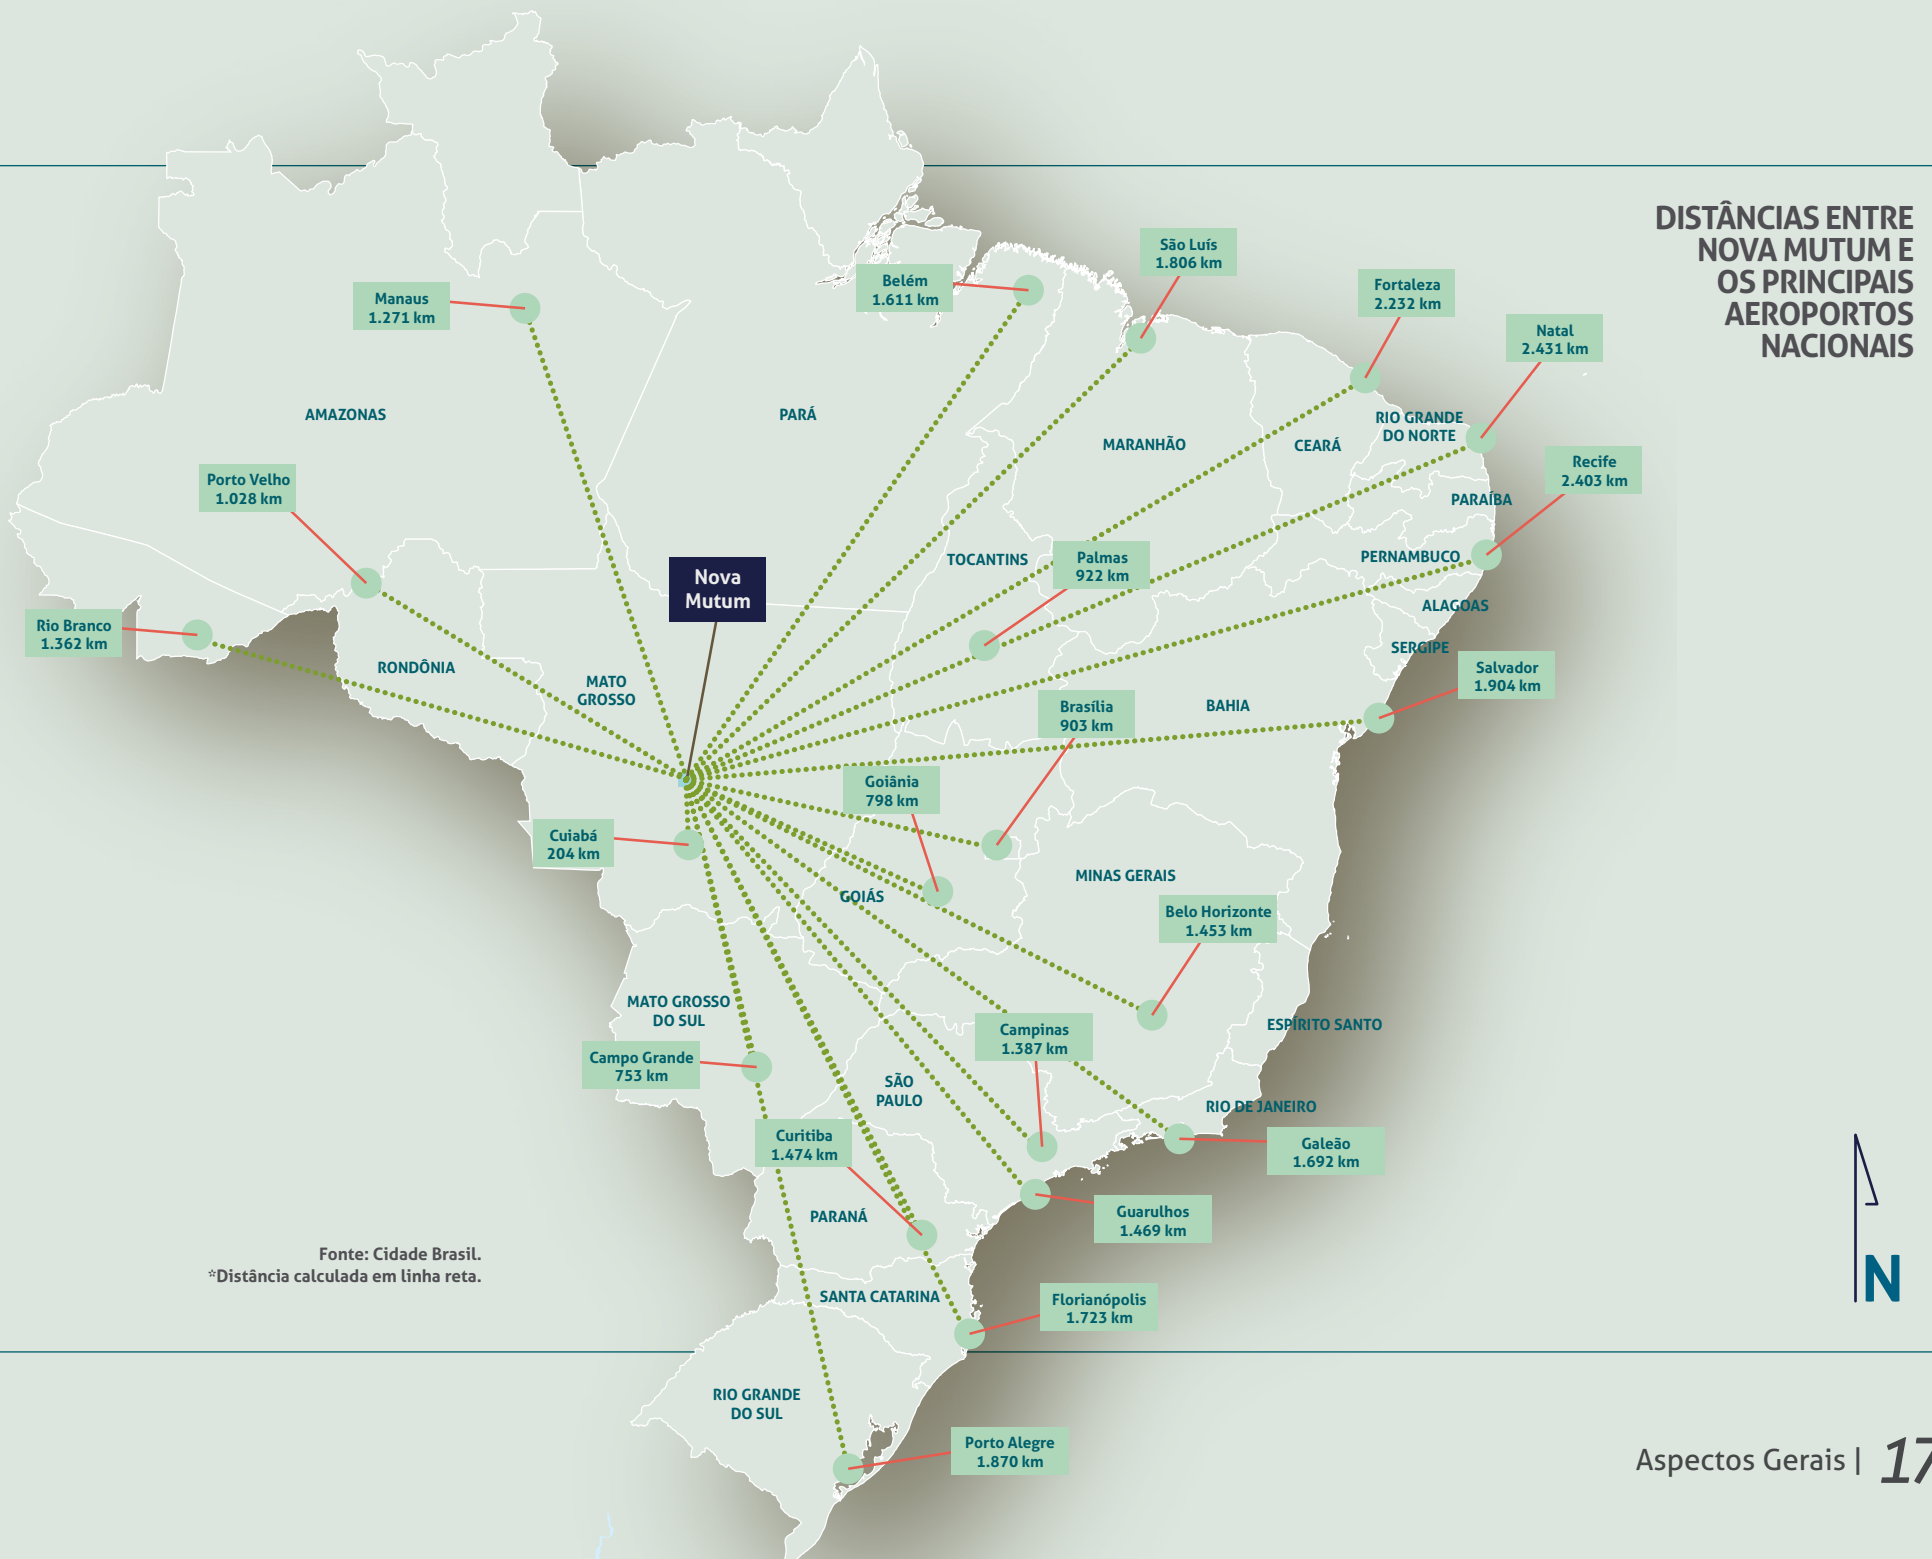 DISTÂNCIAS ENTRE
NOVA MUTUM E
OS PRINCIPAIS
AEROPORTOS
NACIONAIS
São Luís
1.806 km
Belém
1.611 km
Fortaleza
2.232 km
Manaus
1.271 km
Natal
2.431 km
AMAZONAS
PARÁ
MARANHÃO
CEARÁ
RIO GRANDE
DO NORTE
Recife
2.403 km
Porto Velho
1.028 km
PARAÍBA
TOCANTINS
Palmas
922 km
PERNAMBUCO
Nova
Mutum
ALAGOAS
Rio Branco
1.362 km
SERGIPE
RONDÔNIA
MATO
GROSSO
Salvador
1.904 km
BAHIA
Brasília
903 km
Goiânia
798 km
Cuiabá
204 km
MINAS GERAIS
GOIÁS
Belo Horizonte
1.453 km
MATO GROSSO
DO SUL
ESPÍRITO SANTO
Campinas
1.387 km
Campo Grande
753 km
SÃO
PAULO
RIO DE JANEIRO
Curitiba
1.474 km
Galeão
1.692 km
PARANÁ
Guarulhos
1.469 km
Fonte: Cidade Brasil.
*Distância calculada em linha reta.
N
SANTA CATARINA
Florianópolis
1.723 km
RIO GRANDE
DO SUL
Porto Alegre
1.870 km
Aspectos Gerais | 17